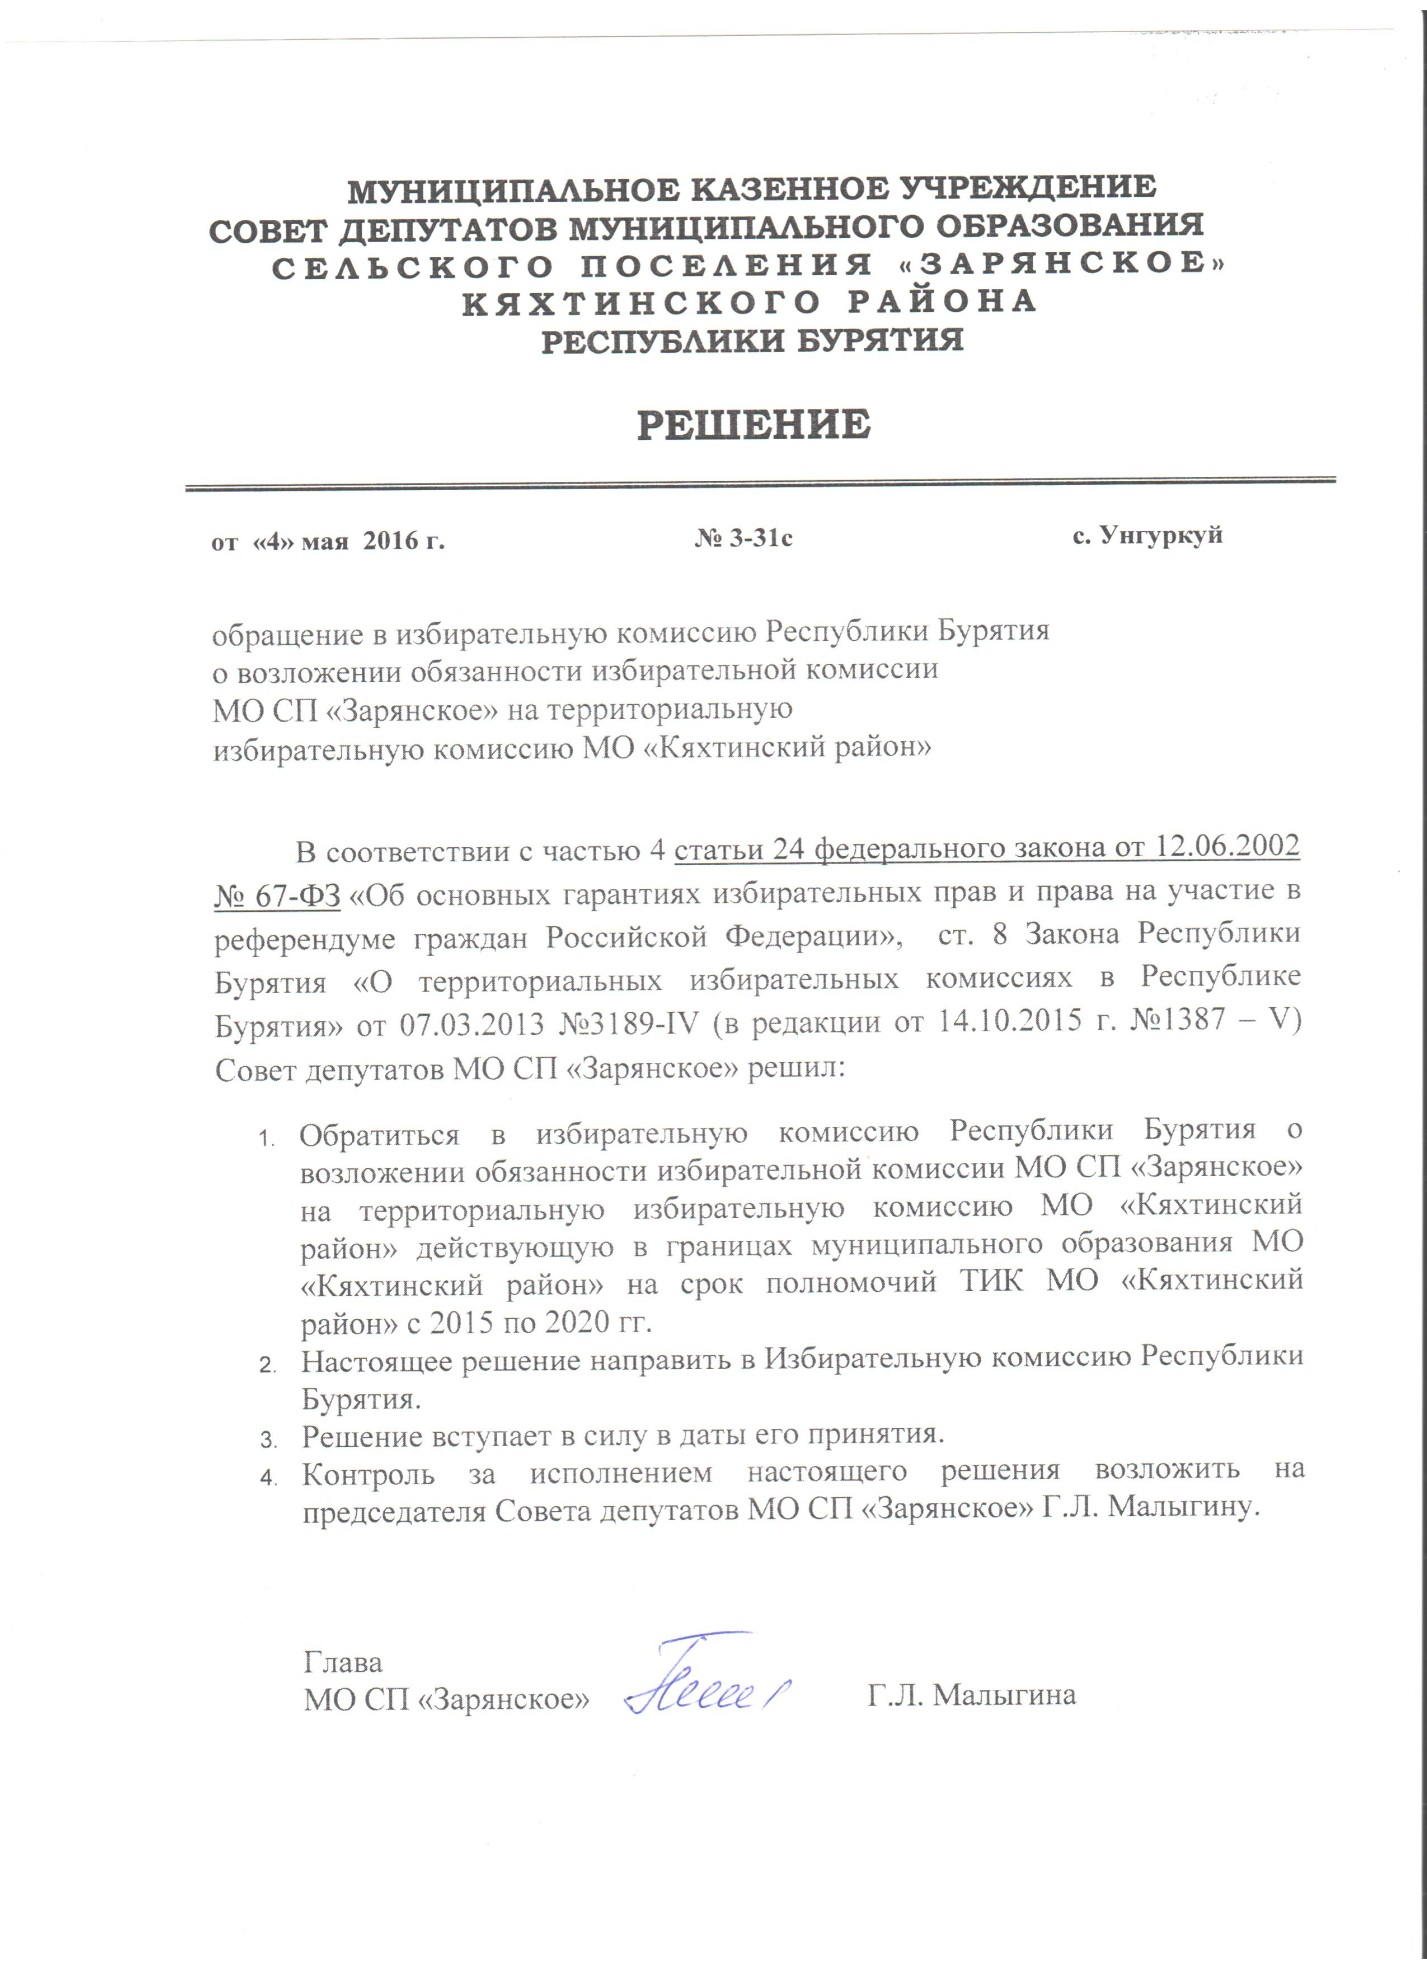 МУНИЦИПАЛЬНОЕ КАЗЕННОЕ УЧРЕЖДЕНИЕ
СОВЕТ ДЕПУТАТОВ МУНИЦИПАЛЬНОГО ОБРАЗОВАНИЯ
СЕЛЬСКОГО ПОСЕЛЕНИЯ «ЗАРЯНСКОЕ»
КЯХТИНСКОГО РАЙОНА
РЕСПУБЛИКИ БУРЯТИЯ
РЕШЕНИЕ
от «4» мая 2016 г. № 3-31с с. Унгуркуй
обращение в избирательную комиссию Республики Бурятия
о возложении обязанности избирательной комиссии
МО СП «Зарянское» на территориальную
избирательную комиссию МО «Кяхтинский район»
В соответствии с частью 4 статьи 24 федерального закона от 12.06.2002
№ 67-ФЗ «Об основных гарантиях избирательных прав и права на участие в
референдуме граждан Российской Федерации», ст. 8 Закона Республики
Бурятия «О территориальных избирательных комиссиях в Республике
Бурятия» от 07.03.2013 №3189-IV (в редакции от 14.10.2015 г. №1387 – V)
Совет депутатов МО СП «Зарянское» решил:
1. Обратиться в избирательную комиссию Республики Бурятия о
возложении обязанности избирательной комиссии МО СП «Зарянское»
на территориальную избирательную комиссию МО «Кяхтинский
район» действующую в границах муниципального образования МО
«Кяхтинский район» на срок полномочий ТИК МО «Кяхтинский
район» с 2015 по 2020 гг.
2. Настоящее решение направить в Избирательную комиссию Республики
Бурятия.
3. Решение вступает в силу в даты его принятия.
4. Контроль за исполнением настоящего решения возложить на
председателя Совета депутатов МО СП «Зарянское» Г.Л. Малыгину.
Глава
МО СП «Зарянское» Г.Л. Малыгина